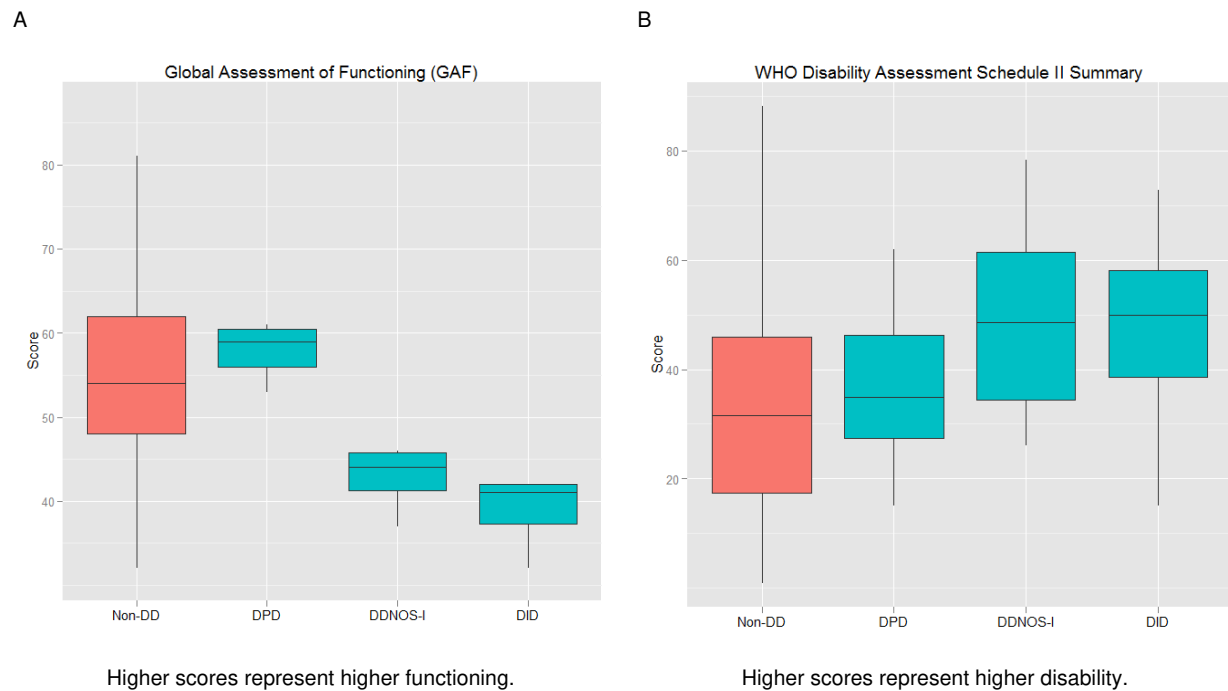 A
B
Global Assessment of Functioning (GAF)
WHO Disability Assessment Schedule II Summary
80
70
60
50
40
Score
Non-DD
DPD
DDNOS-I
DID
80
60
40
20
Score
Non-DD
DPD
DDNOS-I
DID
Higher scores represent higher functioning.
Higher scores represent higher disability.